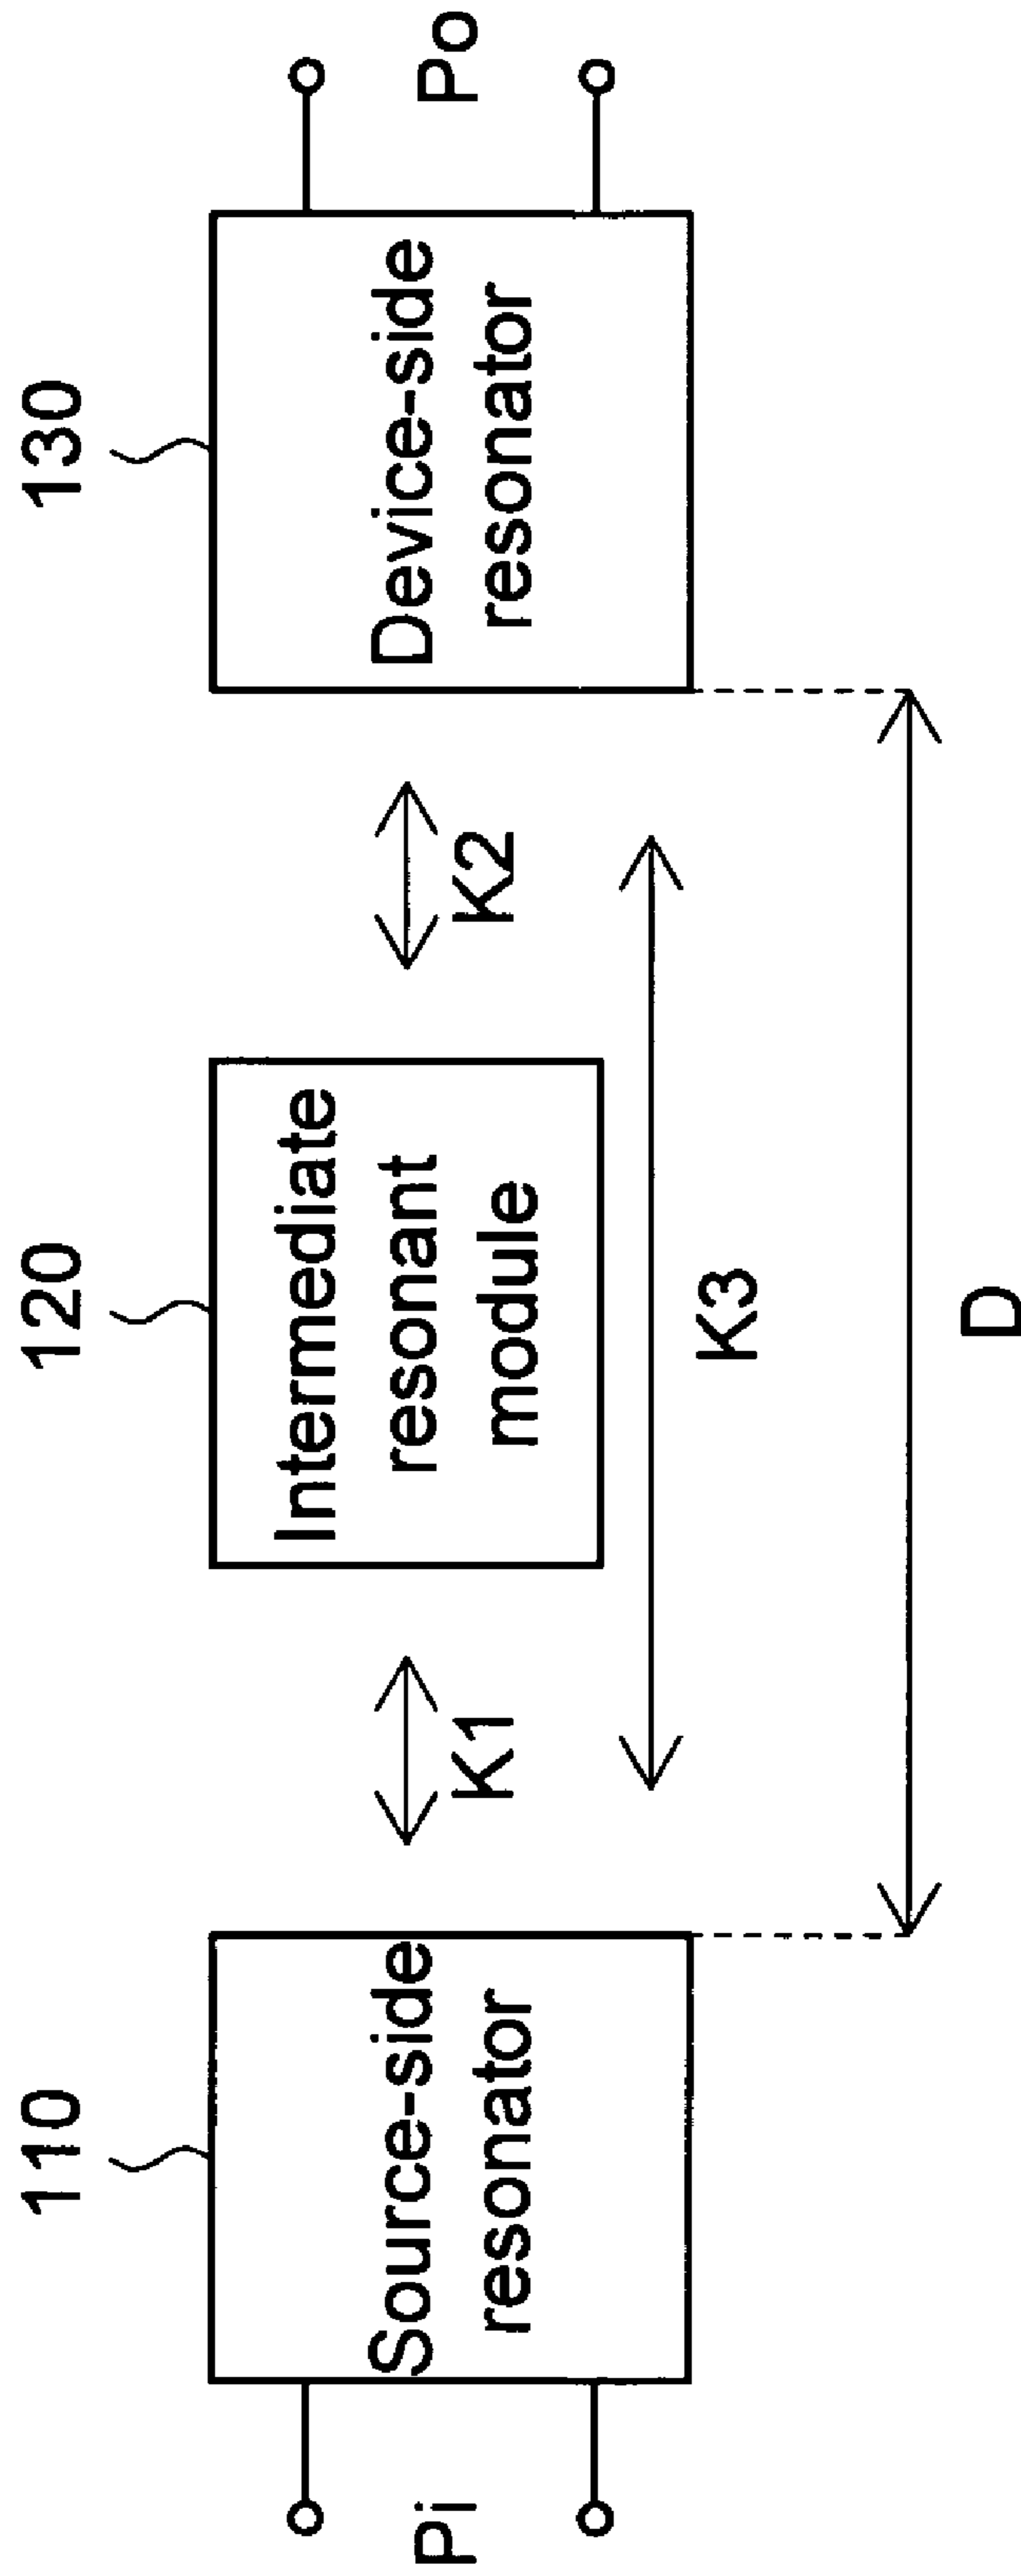 110
120
130
Source-side
resonator
Intermediate
resonant
module
Device-side
resonator
Pi
K1
K2
Po
K3
D